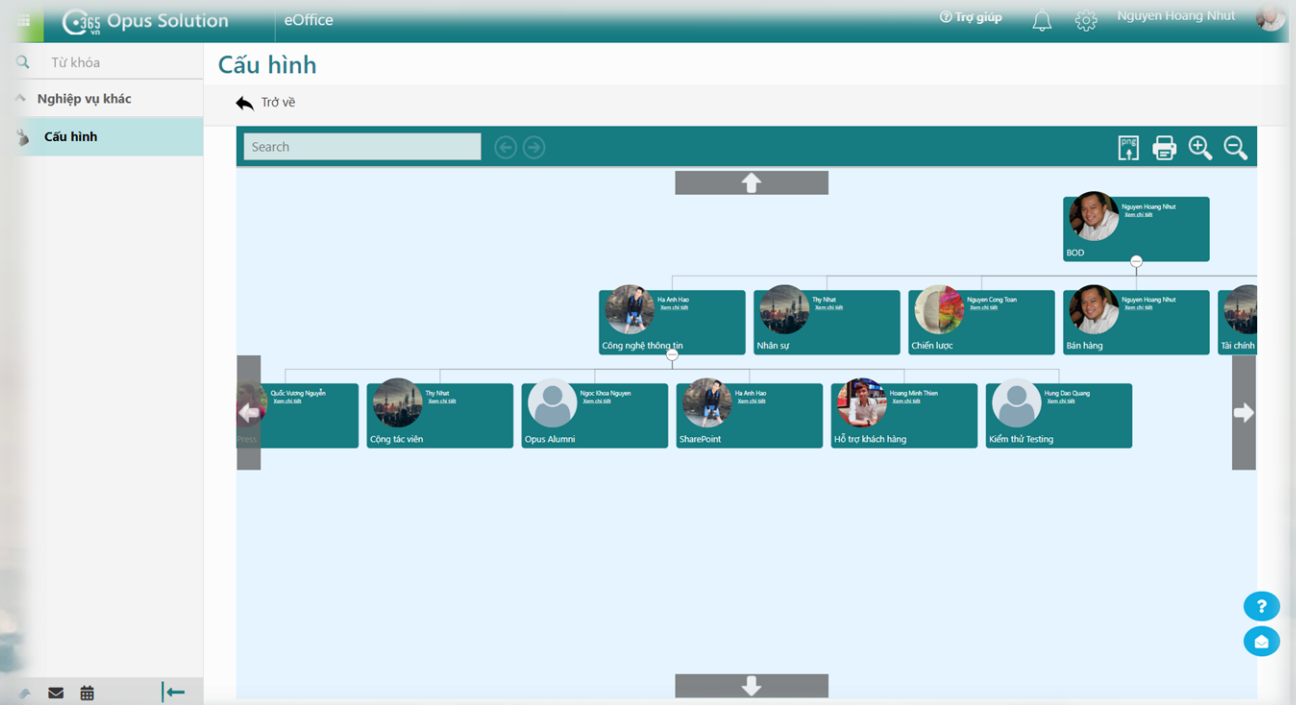 365 vn Opus Solution
eOffice
Trợ giúp
Nguyen Hoang Nhut
Từ khóa
Nghiệp vụ khác
Cấu hình
Cấu hình
Trở về
Search
png
Nguyen Hoang Nhut
Xem chi tiết
BOD
Ha Anh Hao
Xem chi tiết
Công nghệ thông tin
Thy Nhat
Xem chi tiết
Nhân sự
Nguyen Cong Toan
Xem chi tiết
Chiến lược
Nguyen Hoang Nhut
Xem chi tiết
Bán hàng
Tài chính
Quốc Vương Nguyễn
Xem chi tiết
Press
Thy Nhat
Xem chi tiết
Cộng tác viên
Ngoc Khoa Nguyen
Xem chi tiết
Opus Alumni
Ha Anh Hao
Xem chi tiết
SharePoint
Hoang Minh Thien
Xem chi tiết
Hỗ trợ khách hàng
Hung Dao Quang
Xem chi tiết
Kiểm thử Testing